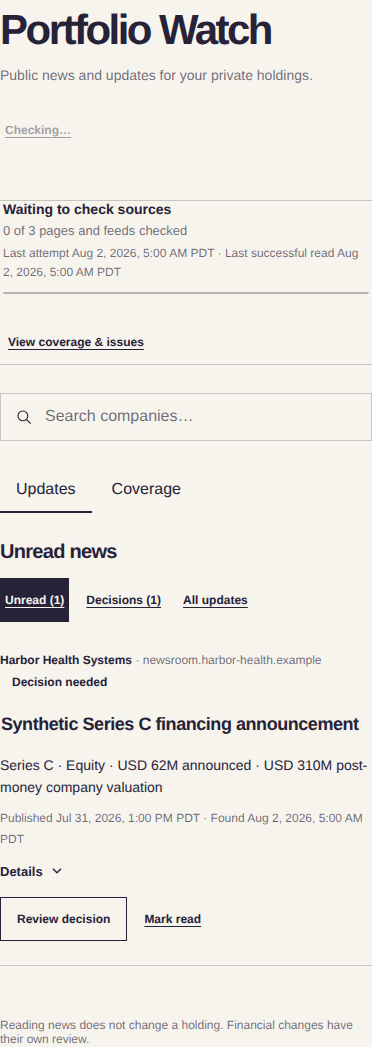 Portfolio Watch
Public news and updates for your private holdings.
Checking…
Waiting to check sources
0 of 3 pages and feeds checked
Last attempt Aug 2, 2026, 5:00 AM PDT · Last successful read Aug
2, 2026, 5:00 AM PDT
View coverage & issues
Search companies…
Updates Coverage
Unread news
Unread (1) Decisions (1) All updates
Harbor Health Systems · newsroom.harbor-health.example
Decision needed
Synthetic Series C financing announcement
Series C · Equity · USD 62M announced · USD 310M post-
money company valuation
Published Jul 31, 2026, 1:00 PM PDT · Found Aug 2, 2026, 5:00 AM
PDT
Details
Review decision Mark read
Reading news does not change a holding. Financial changes have
their own review.